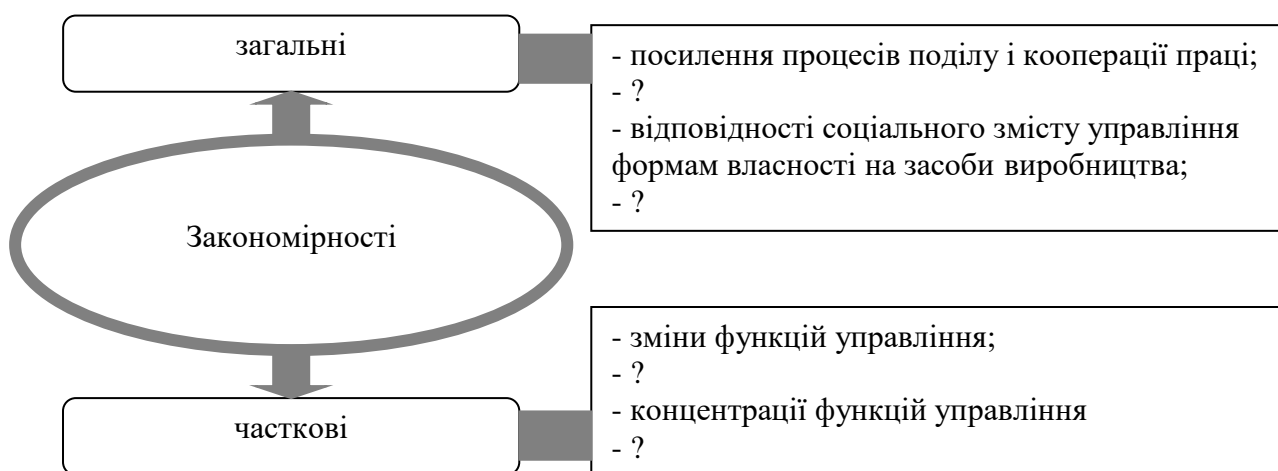 загальні
- посилення процесів поділу і кооперації праці;
- ?
- відповідності соціального змісту управління
формам власності на засоби виробництва;
- ?
Закономірності
- зміни функцій управління;
- ?
- концентрації функцій управління
- ?
часткові